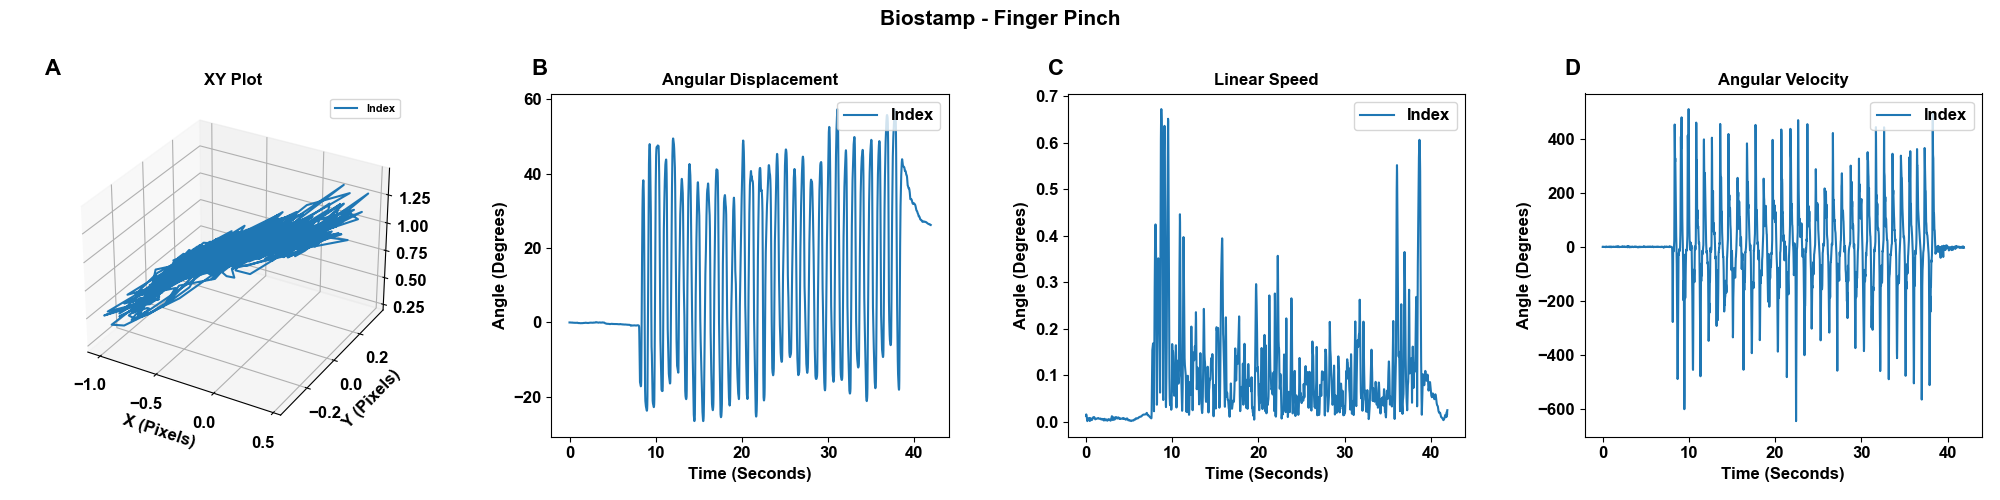 Biostamp - Finger Pinch
A
XY Plot
Index
1.25
1.00
0.75
0.50
0.25
−1.0
−0.5
0.0
0.5
X (Pixels)
−0.2
0.0
0.2
Y (Pixels)
B
Angular Displacement
Index
60
40
20
0
−20
Angle (Degrees)
0 10 20 30 40
Time (Seconds)
C
Linear Speed
Index
0.7
0.6
0.5
0.4
0.3
0.2
0.1
0.0
Angle (Degrees)
0 10 20 30 40
Time (Seconds)
D
Angular Velocity
Index
400
200
0
−200
−400
−600
Angle (Degrees)
0 10 20 30 40
Time (Seconds)